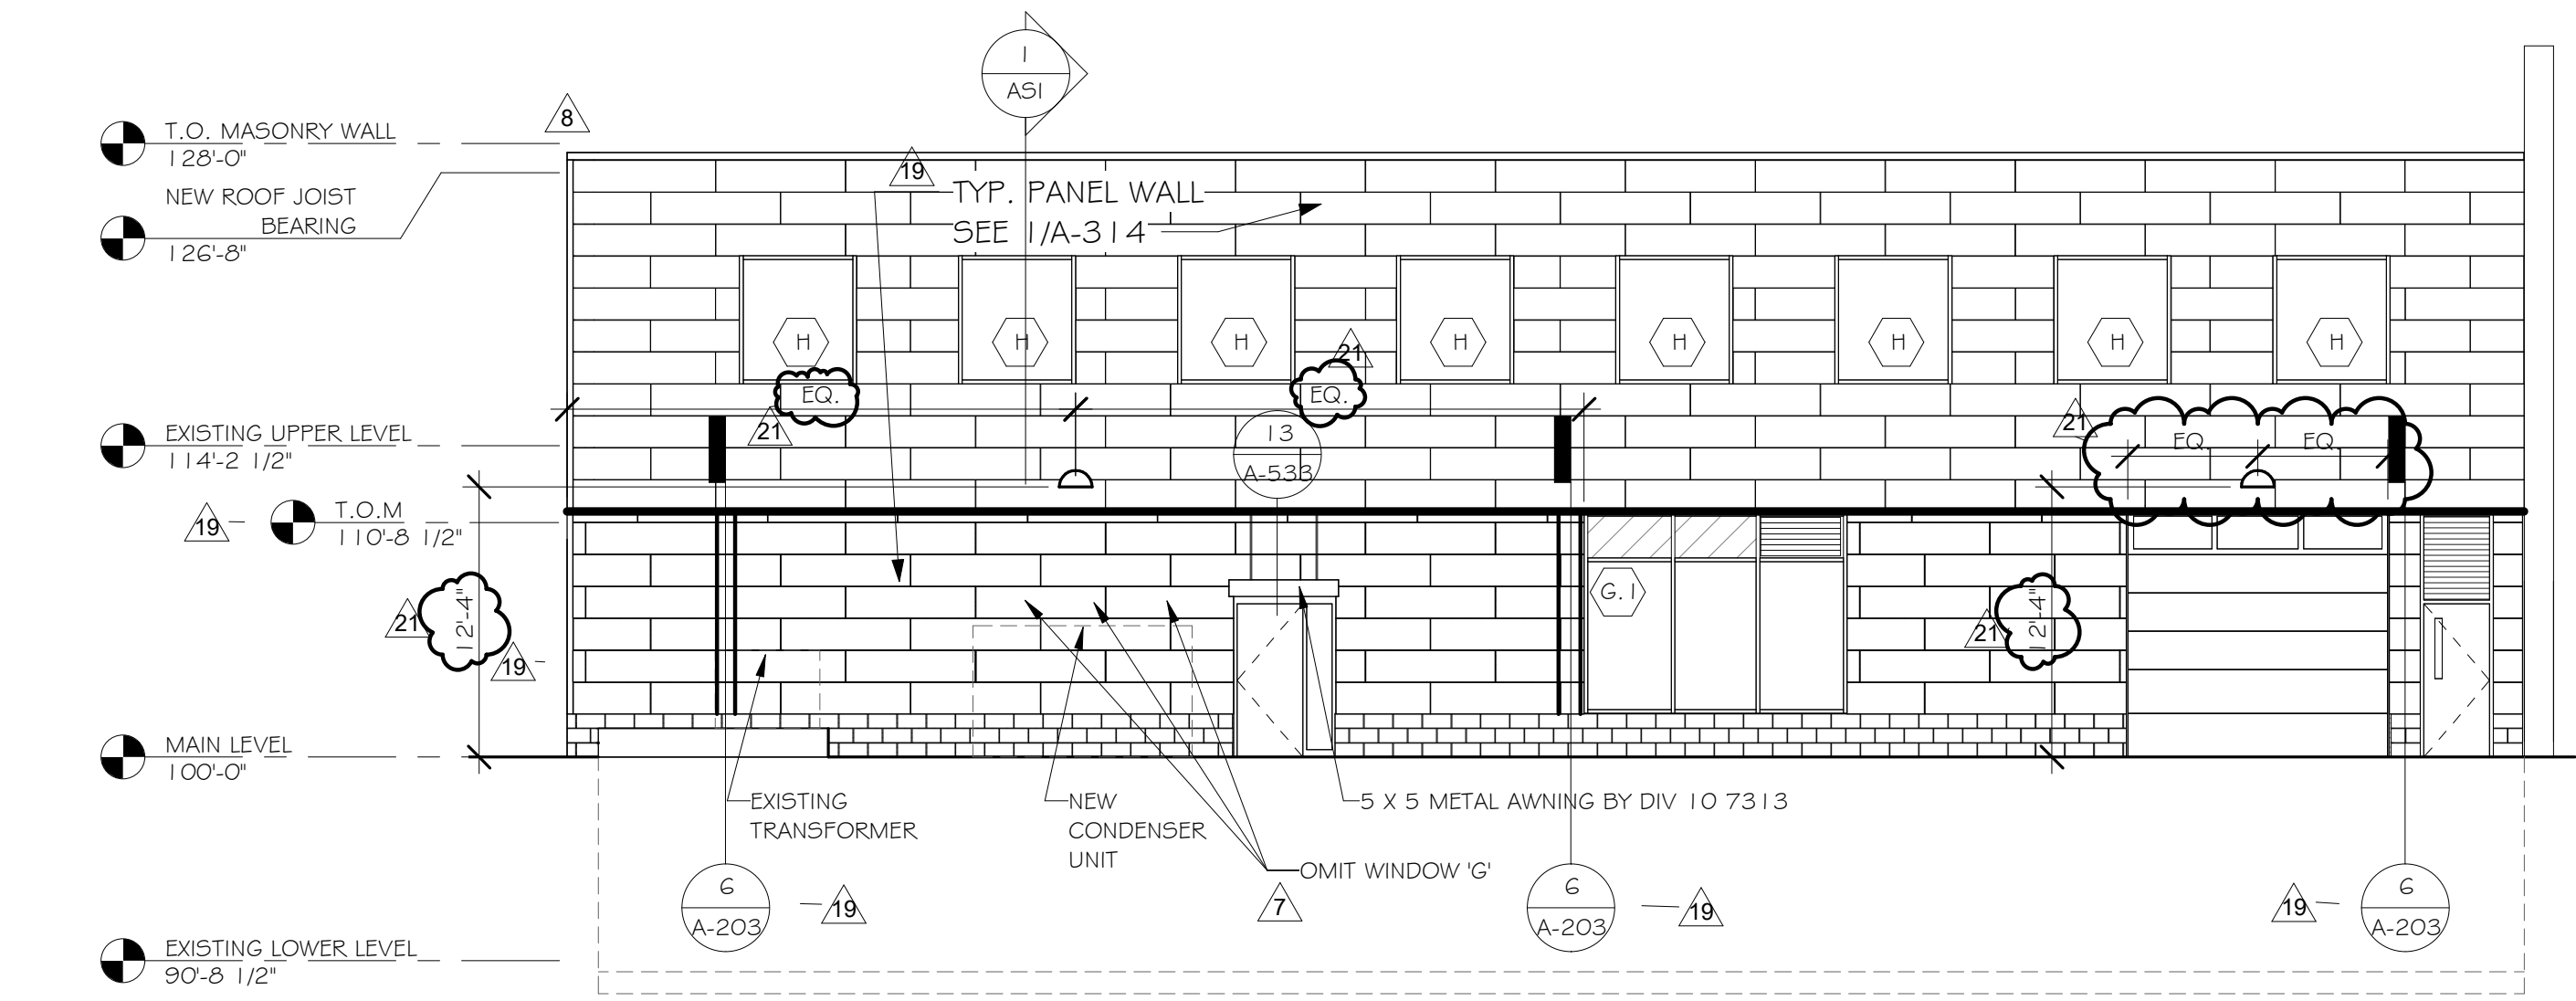 1
ASI
8
T.O. MASONRY WALL
128'-0"
NEW ROOF JOIST
BEARING
126'-8"
19
TYP. PANEL WALL
SEE 1/A-314
H
H
H
H
H
H
H
H
21
EQ.
EQ.
21
21
EQ.
EQ.
EXISTING UPPER LEVEL
114'-2 1/2"
13
A-533
19
T.O.M
110'-8 1/2"
G.1
21
12'-4"
19
21
12'-4"
MAIN LEVEL
100'-0"
EXISTING
TRANSFORMER
NEW
CONDENSER
UNIT
5 X 5 METAL AWNING BY DIV 10 7313
OMIT WINDOW 'G'
7
6
A-203
19
6
A-203
19
19
6
A-203
EXISTING LOWER LEVEL
90'-8 1/2"